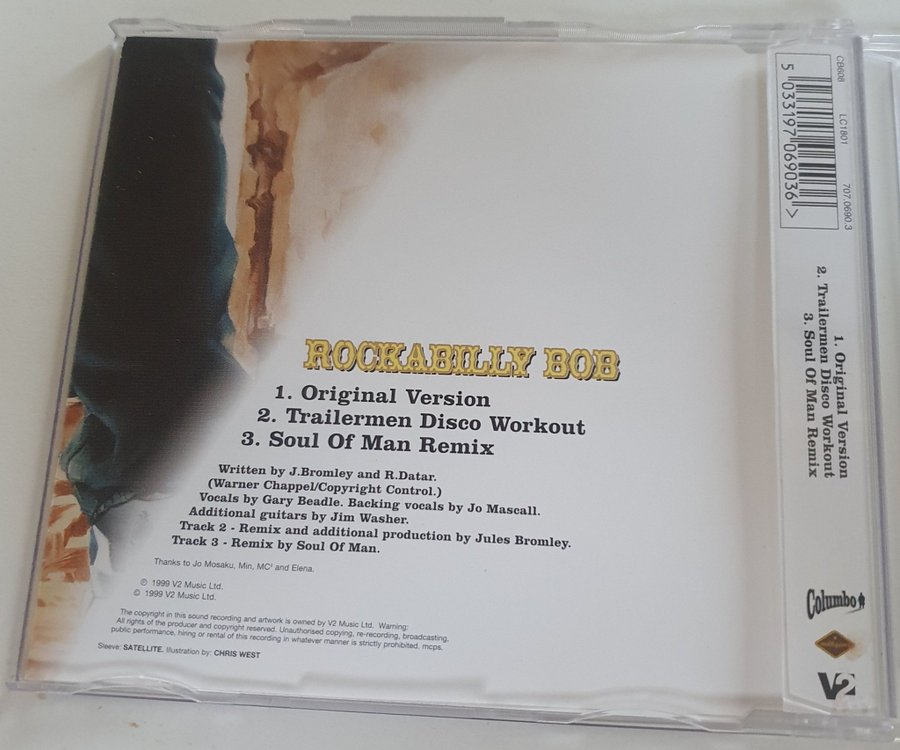 ROCKABILLY BOB
1. Original Version
2. Trailermen Disco Workout
3. Soul Of Man Remix
Written by J.Bromley and R.Datar.
(Warner Chappel/Copyright Control.)
Vocals by Gary Beadle. Backing vocals by Jo Mascall.
Additional guitars by Jim Washer.
Track 2 - Remix and additional production by Jules Bromley.
Track 3 - Remix by Soul Of Man.
Thanks to Jo Mosaku, Min, MC² and Elena.
℗ 1999 V2 Music Ltd.
© 1999 V2 Music Ltd.
The copyright in this sound recording and artwork is owned by V2 Music Ltd. Warning:
All rights of the producer and copyright reserved. Unauthorised copying, re-recording, broadcasting,
public performance, hiring or rental of this recording in whatever manner is strictly prohibited. mcps.
Sleeve: SATELLITE. Illustration by: CHRIS WEST
CB608 LC1801 707.0690.3
5 033197 069036 >
1. Original Version
2. Trailermen Disco Workout
3. Soul Of Man Remix
Columbo
V2